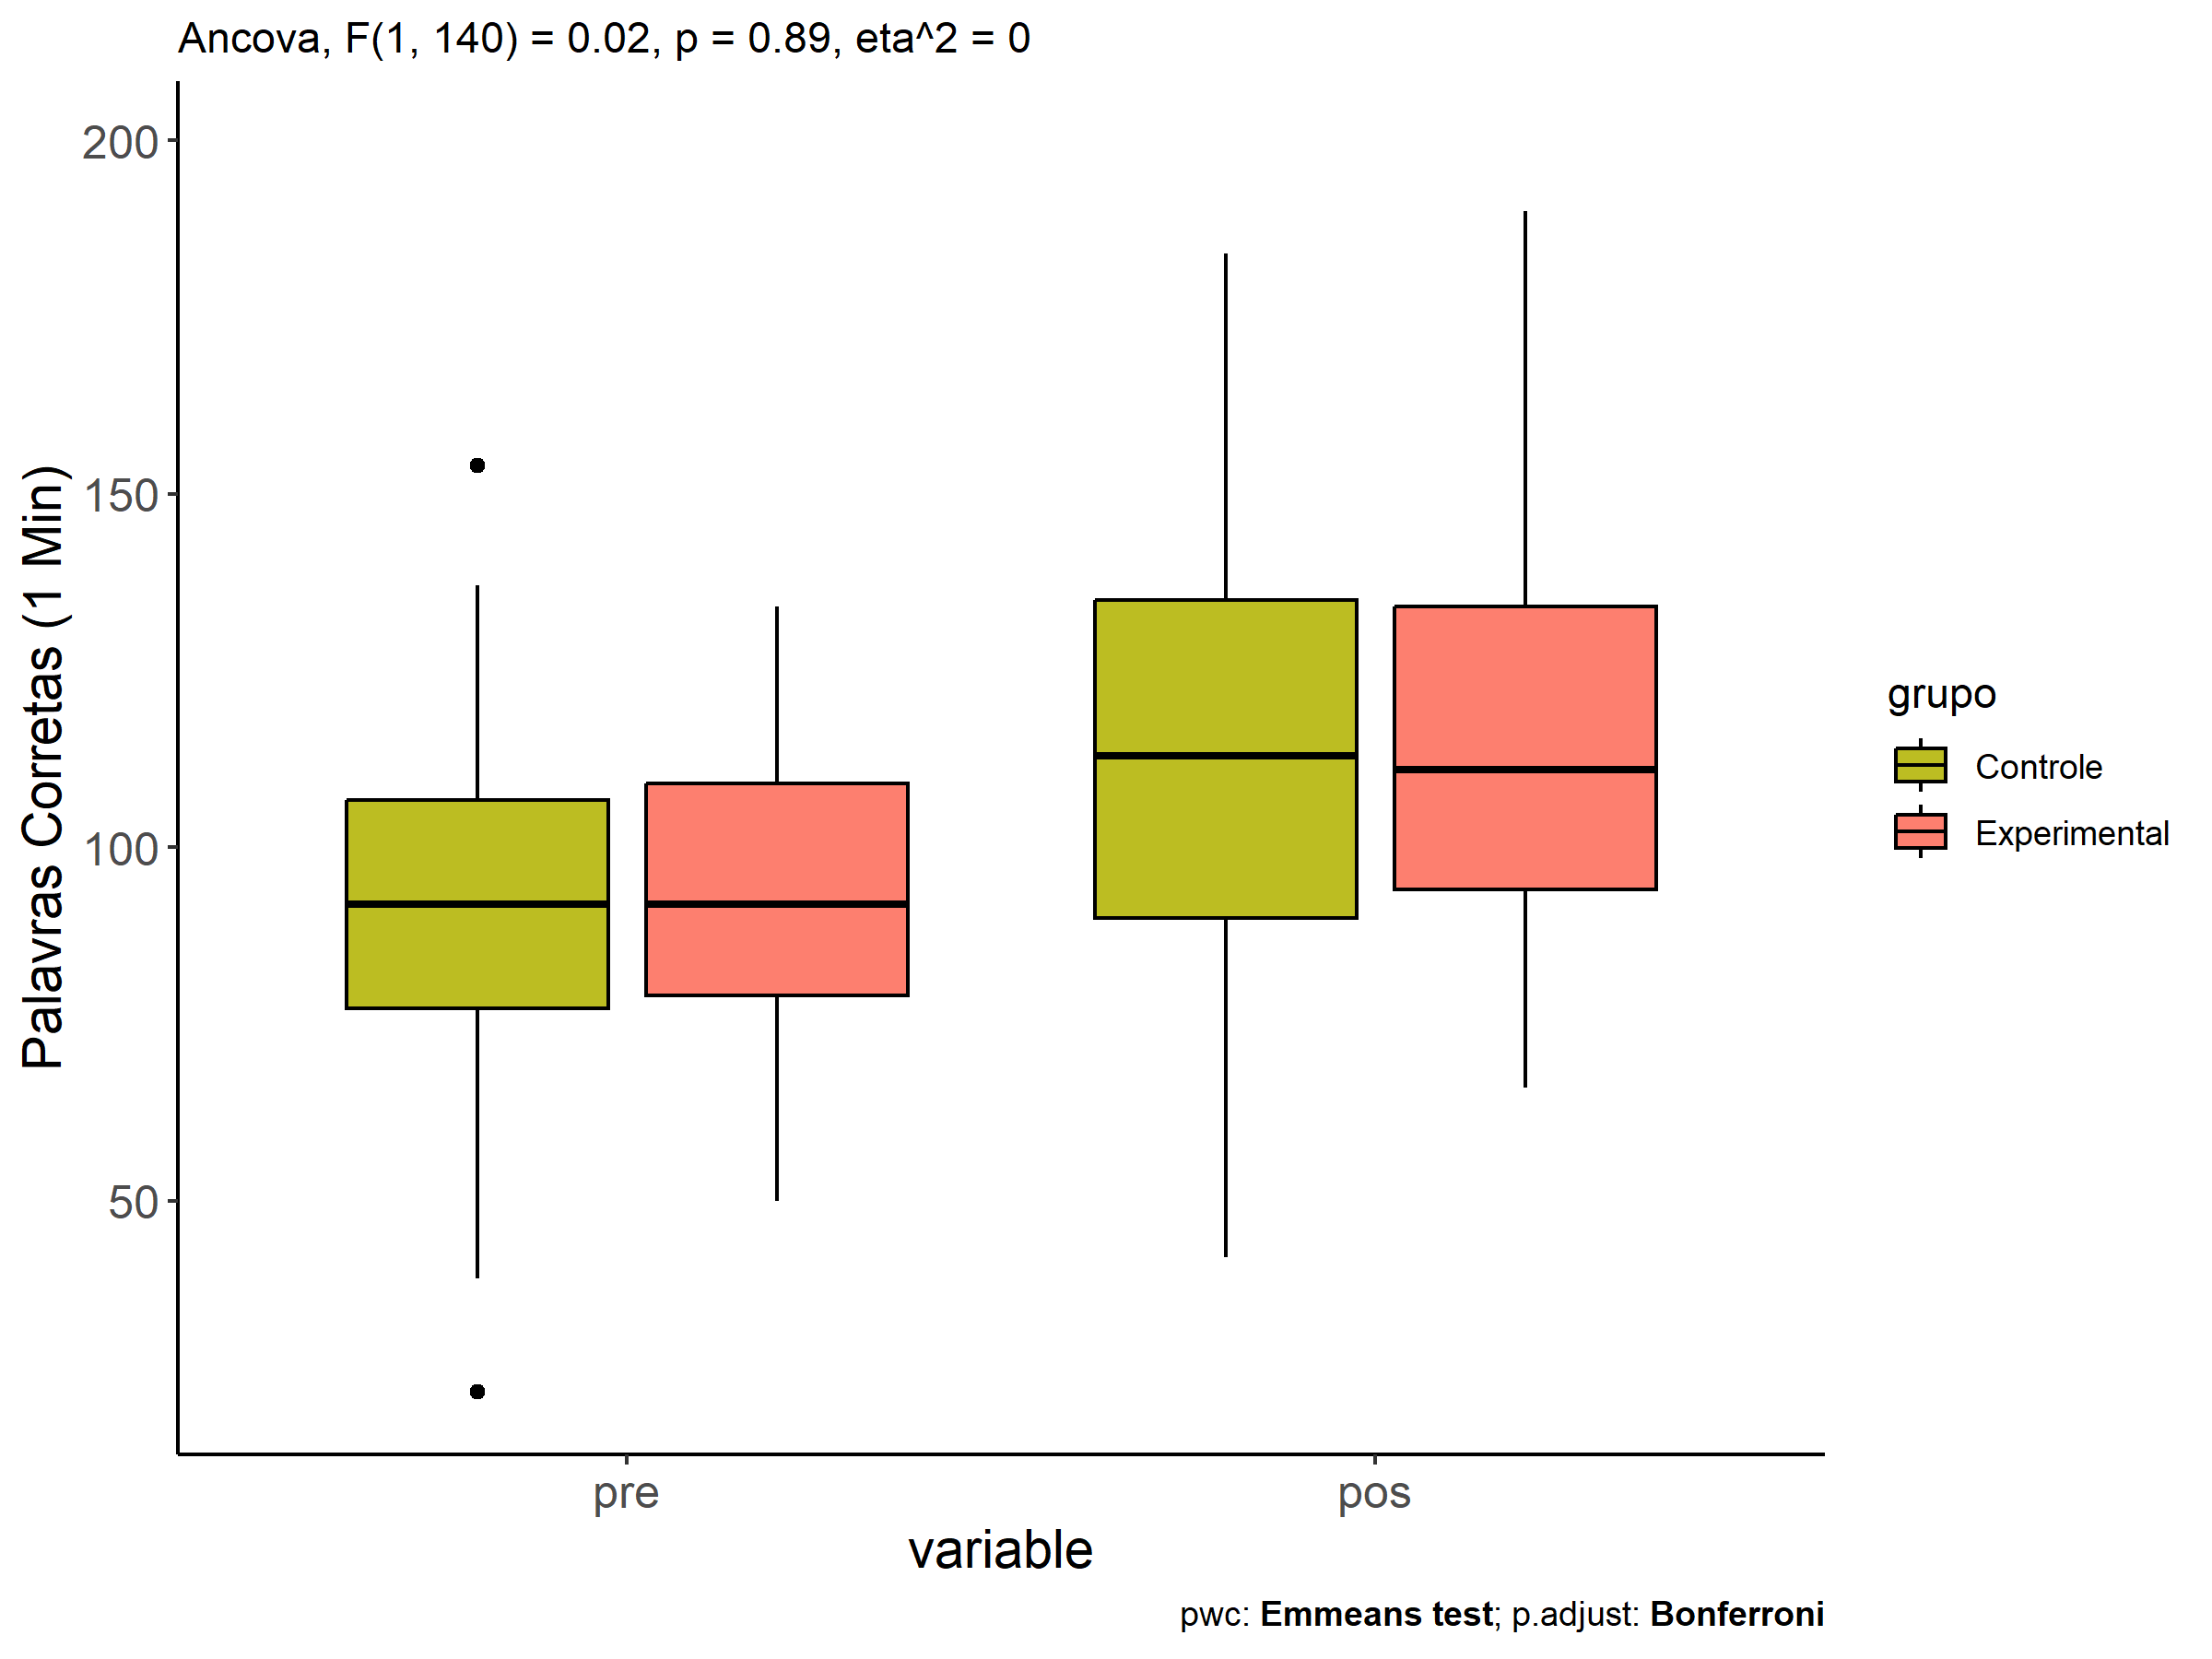 Ancova, F(1, 140) = 0.02, p = 0.89, eta^2 = 0
Palavras Corretas (1 Min)
200
150
100
50
pre
pos
variable
grupo
Controle
Experimental
pwc: Emmeans test; p.adjust: Bonferroni